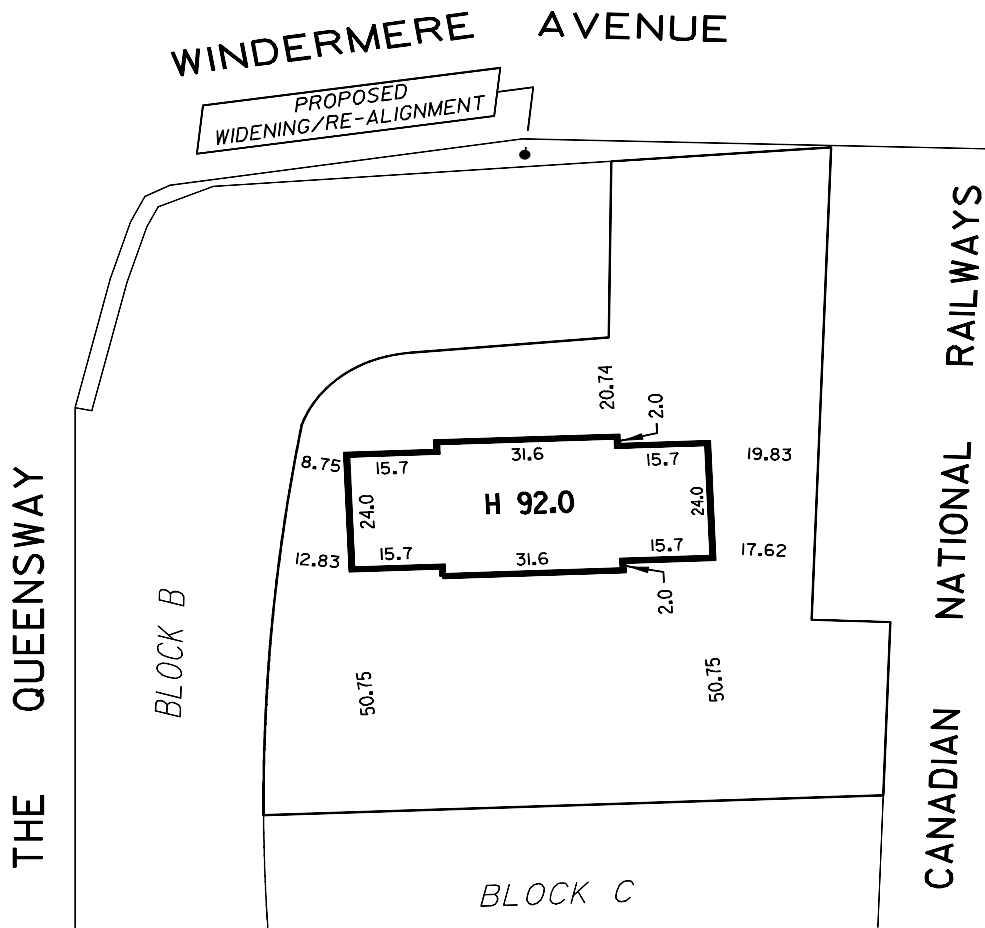 WINDERMERE AVENUE
PROPOSED
WIDENING/RE-ALIGNMENT
THE QUEENSWAY
CANADIAN NATIONAL RAILWAYS
20.74
2.0
8.75
15.7
31.6
15.7
19.83
24.0
H 92.0
24.0
12.83
15.7
31.6
15.7
17.62
2.0
BLOCK B
50.75
50.75
BLOCK C